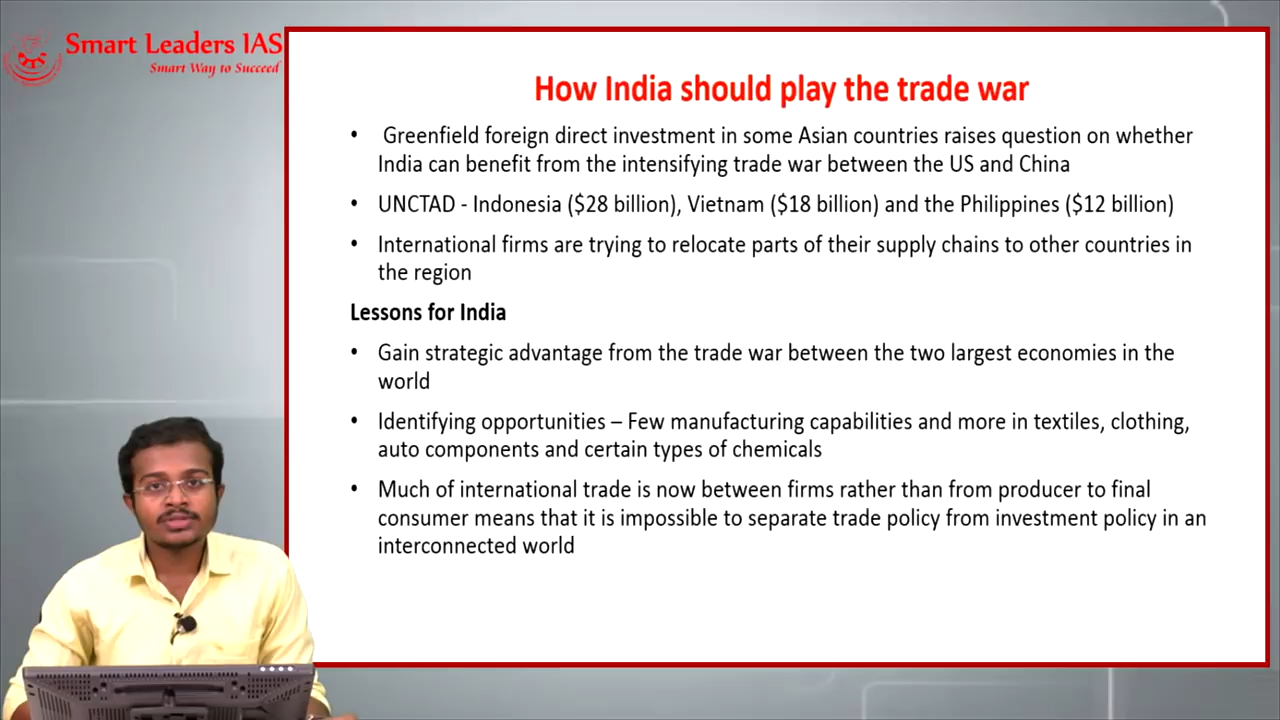 Smart Leaders IAS
Smart Way to Succeed
How India should play the trade war
• Greenfield foreign direct investment in some Asian countries raises question on whether
India can benefit from the intensifying trade war between the US and China
• UNCTAD - Indonesia ($28 billion), Vietnam ($18 billion) and the Philippines ($12 billion)
• International firms are trying to relocate parts of their supply chains to other countries in
the region
Lessons for India
• Gain strategic advantage from the trade war between the two largest economies in the
world
• Identifying opportunities – Few manufacturing capabilities and more in textiles, clothing,
auto components and certain types of chemicals
• Much of international trade is now between firms rather than from producer to final
consumer means that it is impossible to separate trade policy from investment policy in an
interconnected world